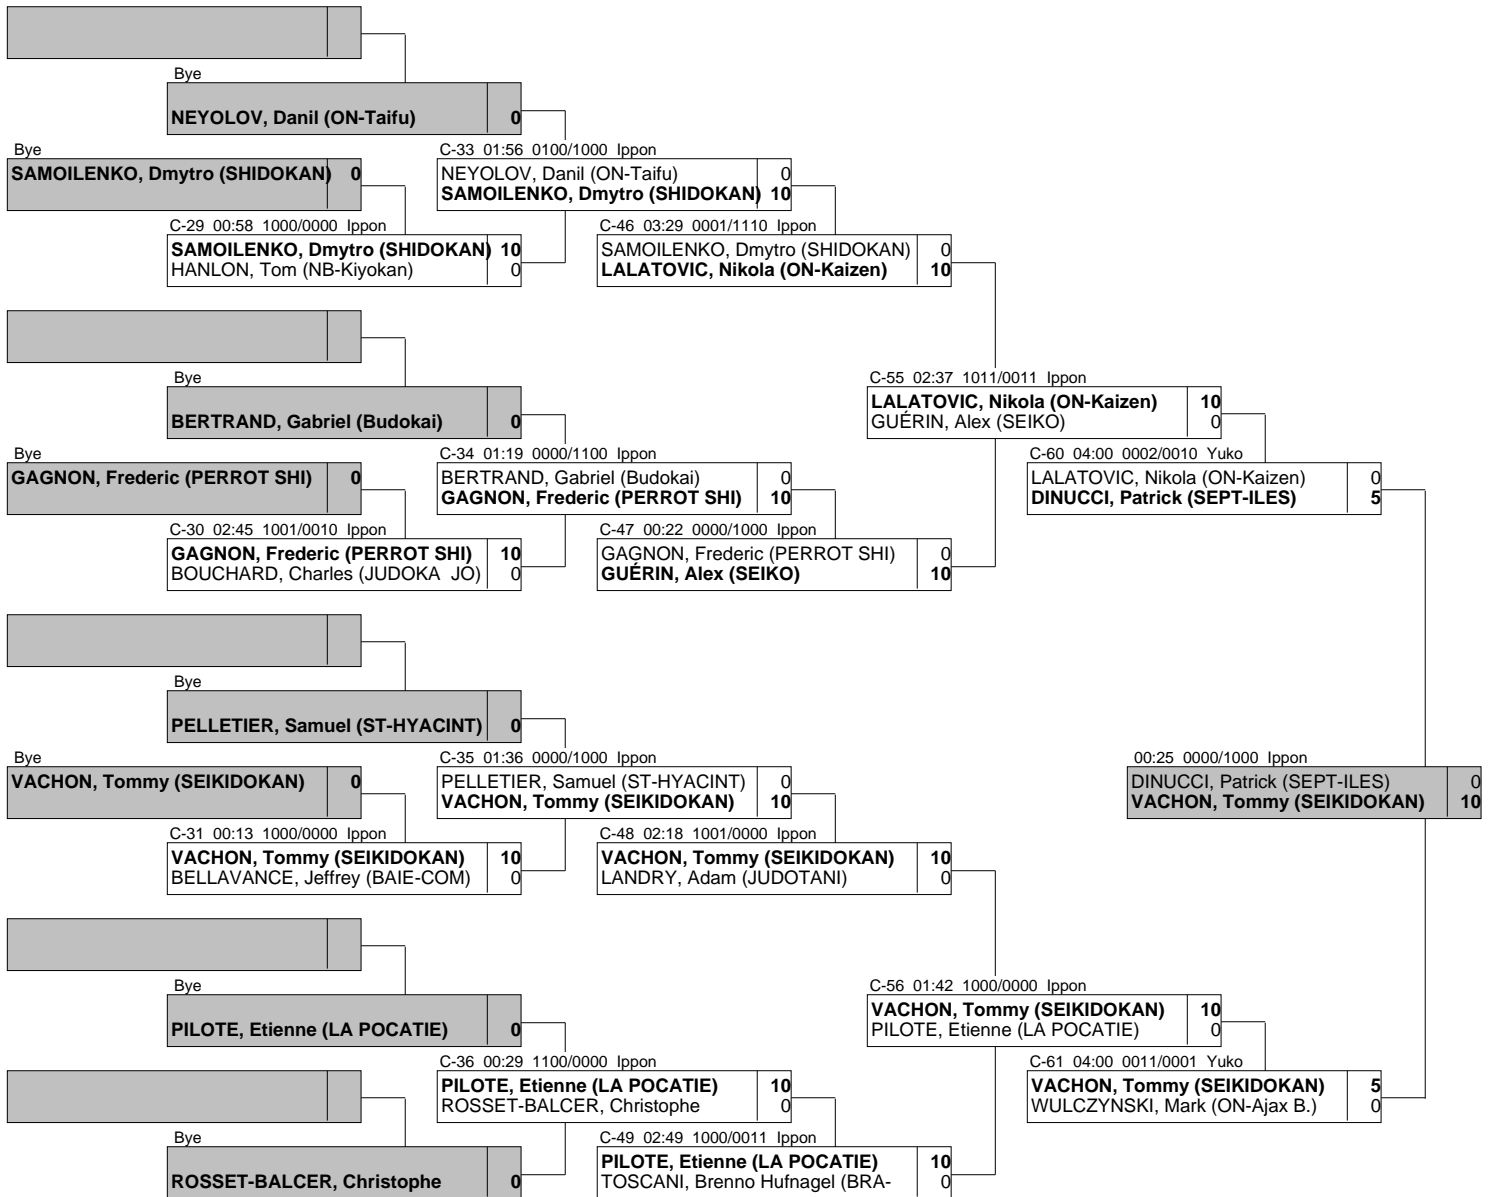 Bye
NEYOLOV, Danil (ON-Taifu) 0
Bye
SAMOILENKO, Dmytro (SHIDOKAN) 0
C-33 01:56 0100/1000 Ippon
NEYOLOV, Danil (ON-Taifu) 0
SAMOILENKO, Dmytro (SHIDOKAN) 10
C-29 00:58 1000/0000 Ippon
SAMOILENKO, Dmytro (SHIDOKAN) 10
HANLON, Tom (NB-Kiyokan) 0
C-46 03:29 0001/1110 Ippon
SAMOILENKO, Dmytro (SHIDOKAN) 0
LALATOVIC, Nikola (ON-Kaizen) 10
Bye
BERTRAND, Gabriel (Budokai) 0
C-55 02:37 1011/0011 Ippon
LALATOVIC, Nikola (ON-Kaizen) 10
GUÉRIN, Alex (SEIKO) 0
Bye
GAGNON, Frederic (PERROT SHI) 0
C-34 01:19 0000/1100 Ippon
BERTRAND, Gabriel (Budokai) 0
GAGNON, Frederic (PERROT SHI) 10
C-60 04:00 0002/0010 Yuko
LALATOVIC, Nikola (ON-Kaizen) 0
DINUCCI, Patrick (SEPT-ILES) 5
C-30 02:45 1001/0010 Ippon
GAGNON, Frederic (PERROT SHI) 10
BOUCHARD, Charles (JUDOKA JO) 0
C-47 00:22 0000/1000 Ippon
GAGNON, Frederic (PERROT SHI) 0
GUÉRIN, Alex (SEIKO) 10
Bye
PELLETIER, Samuel (ST-HYACINT) 0
Bye
VACHON, Tommy (SEIKIDOKAN) 0
C-35 01:36 0000/1000 Ippon
PELLETIER, Samuel (ST-HYACINT) 0
VACHON, Tommy (SEIKIDOKAN) 10
00:25 0000/1000 Ippon
DINUCCI, Patrick (SEPT-ILES) 0
VACHON, Tommy (SEIKIDOKAN) 10
C-31 00:13 1000/0000 Ippon
VACHON, Tommy (SEIKIDOKAN) 10
BELLAVANCE, Jeffrey (BAIE-COM) 0
C-48 02:18 1001/0000 Ippon
VACHON, Tommy (SEIKIDOKAN) 10
LANDRY, Adam (JUDOTANI) 0
Bye
PILOTE, Etienne (LA POCATIE) 0
C-56 01:42 1000/0000 Ippon
VACHON, Tommy (SEIKIDOKAN) 10
PILOTE, Etienne (LA POCATIE) 0
C-36 00:29 1100/0000 Ippon
PILOTE, Etienne (LA POCATIE) 10
ROSSET-BALCER, Christophe 0
C-61 04:00 0011/0001 Yuko
VACHON, Tommy (SEIKIDOKAN) 5
WULCZYNSKI, Mark (ON-Ajax B.) 0
Bye
ROSSET-BALCER, Christophe 0
C-49 02:49 1000/0011 Ippon
PILOTE, Etienne (LA POCATIE) 10
TOSCANI, Brenno Hufnagel (BRA- 0